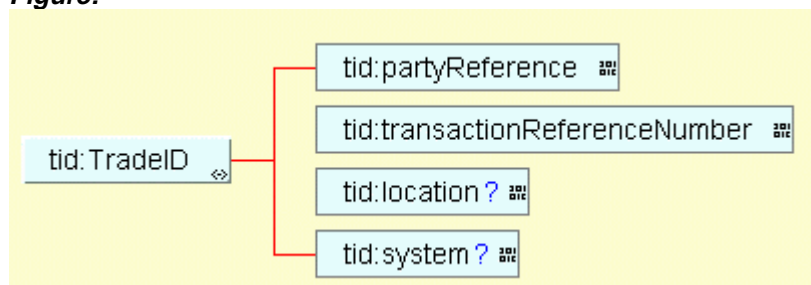 Figure:
tid:partyReference
tid:transactionReferenceNumber
tid:TradeID
tid:location?
tid:system?